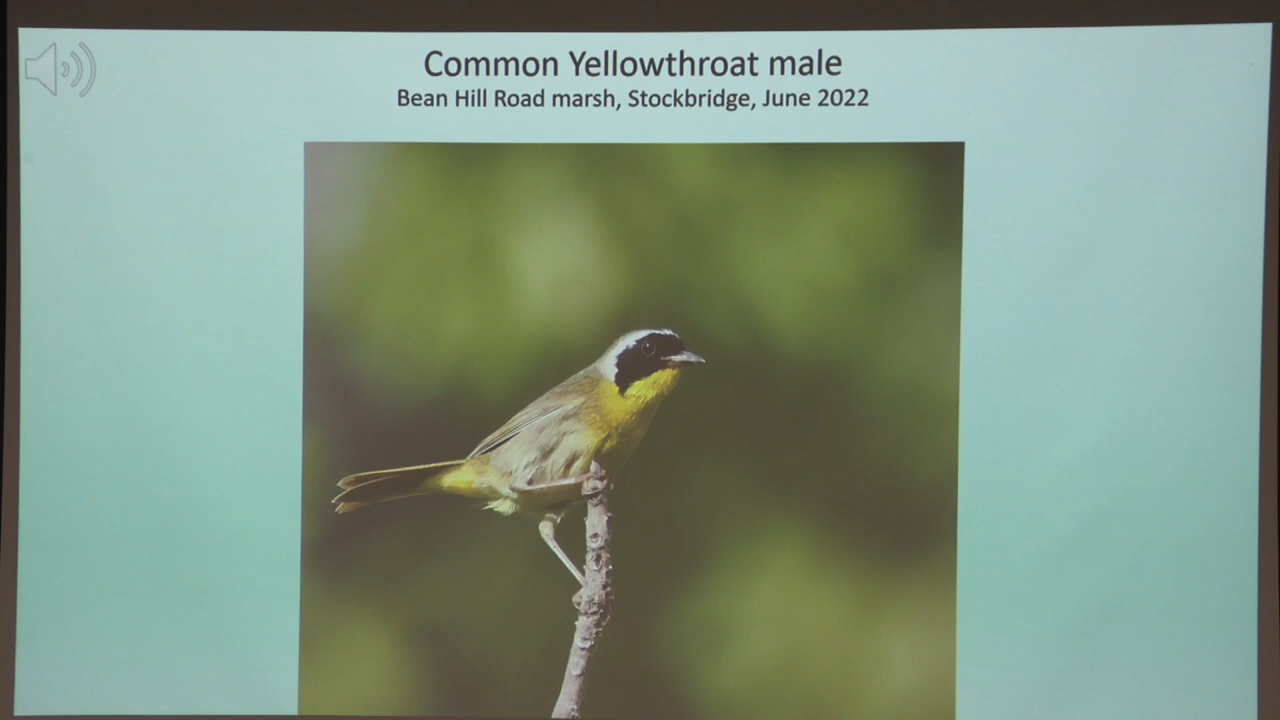 Common Yellowthroat male
Bean Hill Road marsh, Stockbridge, June 2022